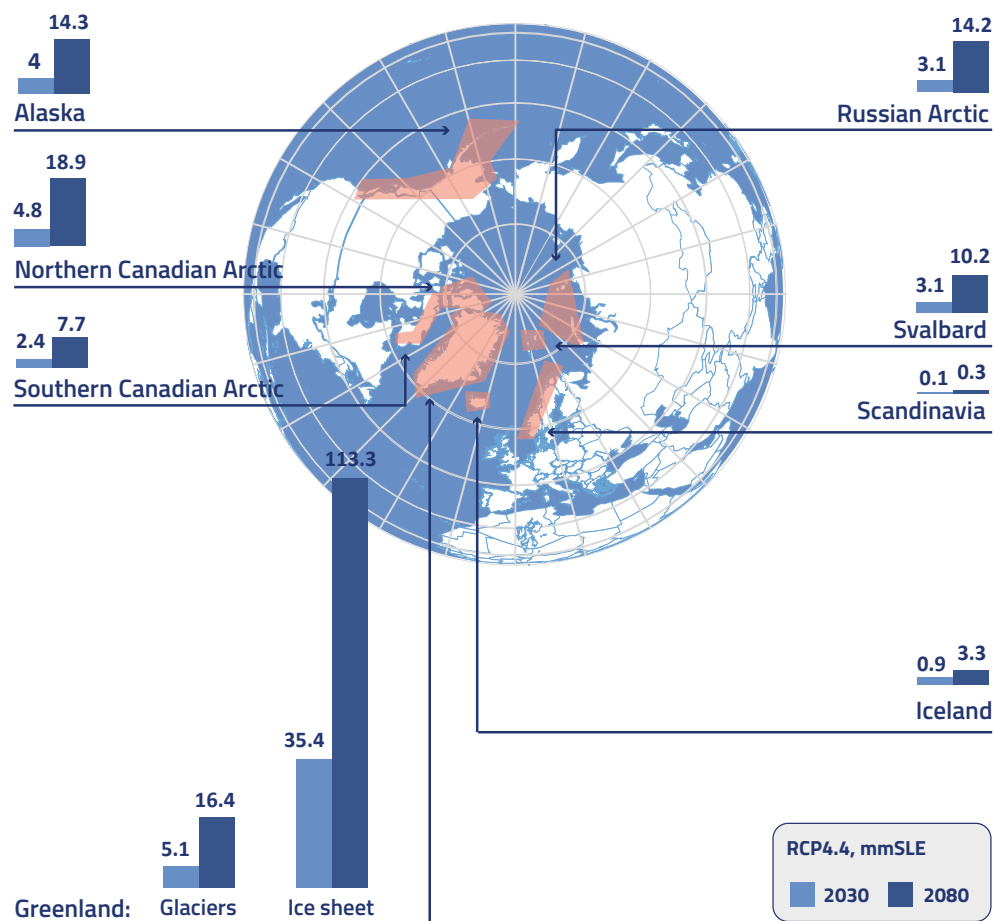 14.3
4
Alaska
18.9
4.8
Northern Canadian Arctic
7.7
2.4
Southern Canadian Arctic
14.2
3.1
Russian Arctic
10.2
3.1
Svalbard
0.1 0.3
Scandinavia
113.3
35.4
16.4
5.1
Greenland: Glaciers Ice sheet
3.3
0.9
Iceland
RCP4.4, mmSLE
2030 2080